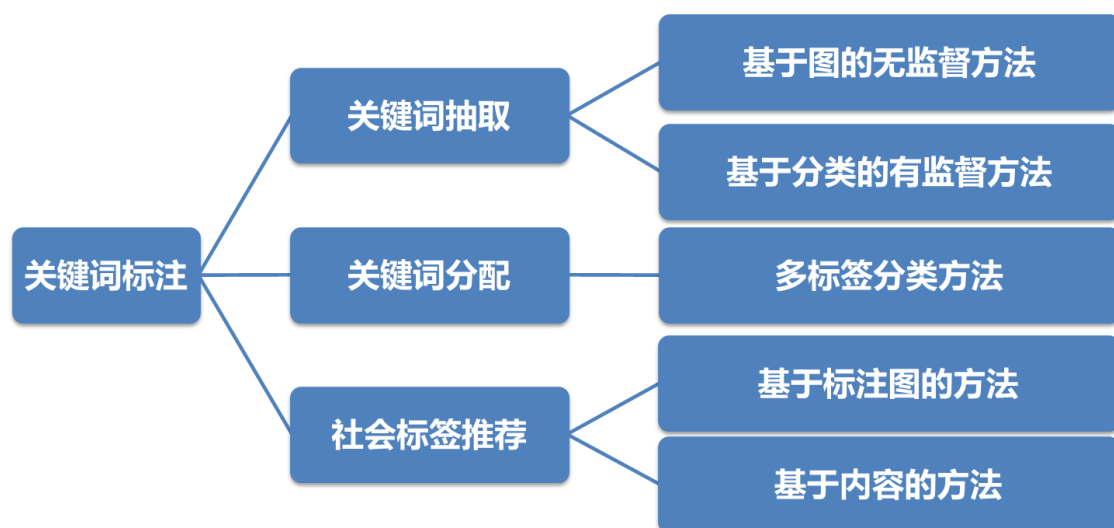 关键词标注
关键词抽取
基于图的无监督方法
基于分类的有监督方法
关键词分配
多标签分类方法
社会标签推荐
基于标注图的方法
基于内容的方法